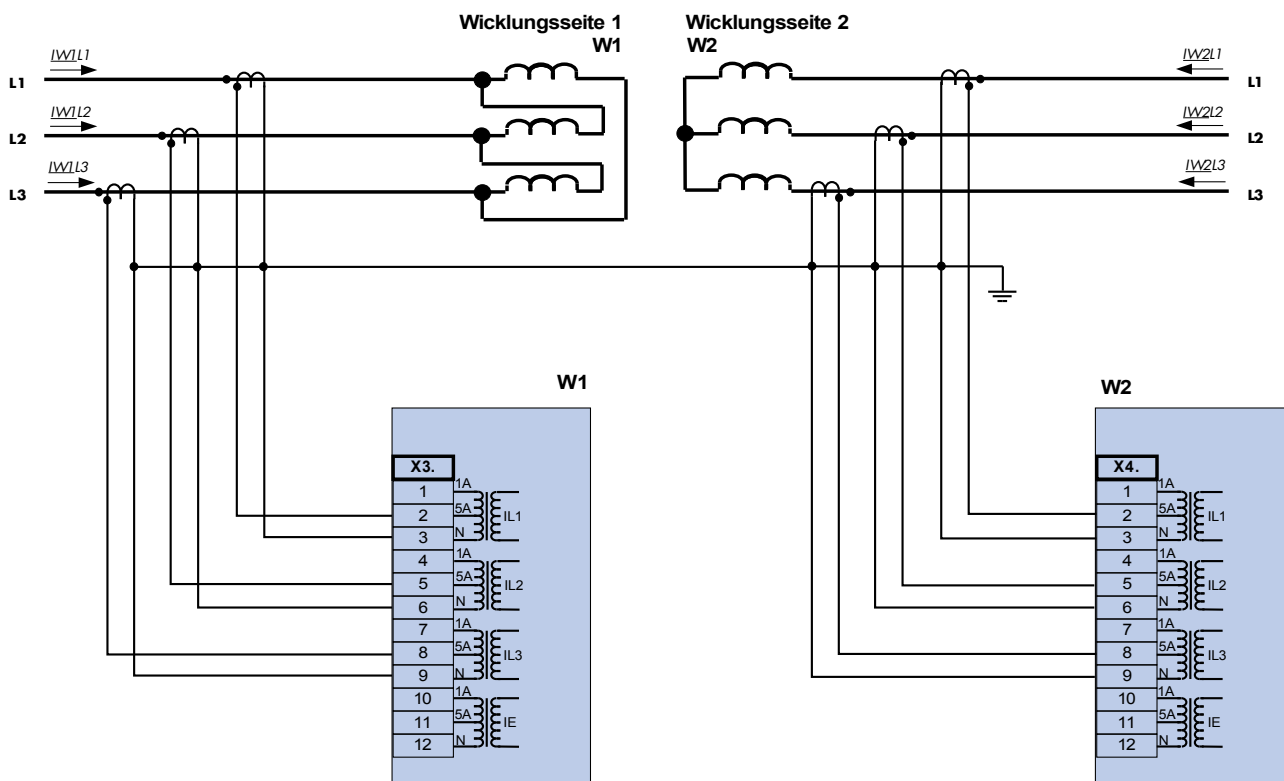 Wicklungsseite 1
W1
Wicklungsseite 2
W2
IW1L1
L1
IW1L2
L2
IW1L3
L3
IW2L1
L1
IW2L2
L2
IW2L3
L3
W1
X3.
1
1A
2
5A
IL1
3
N
4
1A
5
5A
IL2
6
N
7
1A
8
5A
IL3
9
N
10
1A
11
5A
IE
12
N
W2
X4.
1
1A
2
5A
IL1
3
N
4
1A
5
5A
IL2
6
N
7
1A
8
5A
IL3
9
N
10
1A
11
5A
IE
12
N